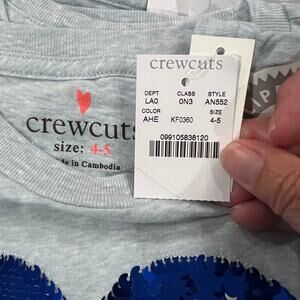 crewcuts
DEPT CLASS STYLE
LA0 0N3 AN552
COLOR SIZE
AHE KF0360 4-5
099105838120
crewcuts
size: 4-5
in Cambodia